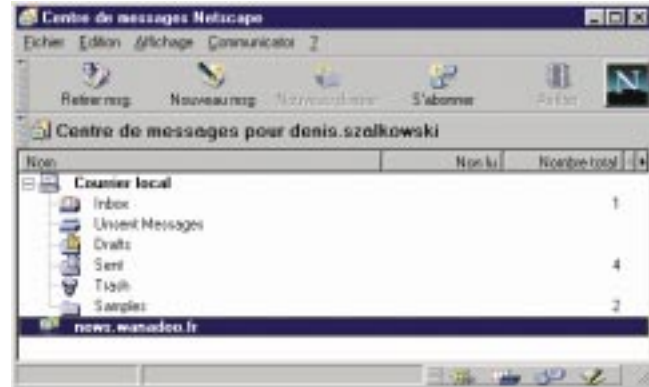 Centre de messages Netscape
Fichier Edition Affichage Communicator ?
Retirer msg Nouveau msg S'abonner
N
Centre de messages pour denis.szalkowski
Nom Non lu Nombre total
Courrier local
Inbox 1
Unsent Messages
Drafts
Sent 4
Trash
Samples 2
news.wanadoo.fr